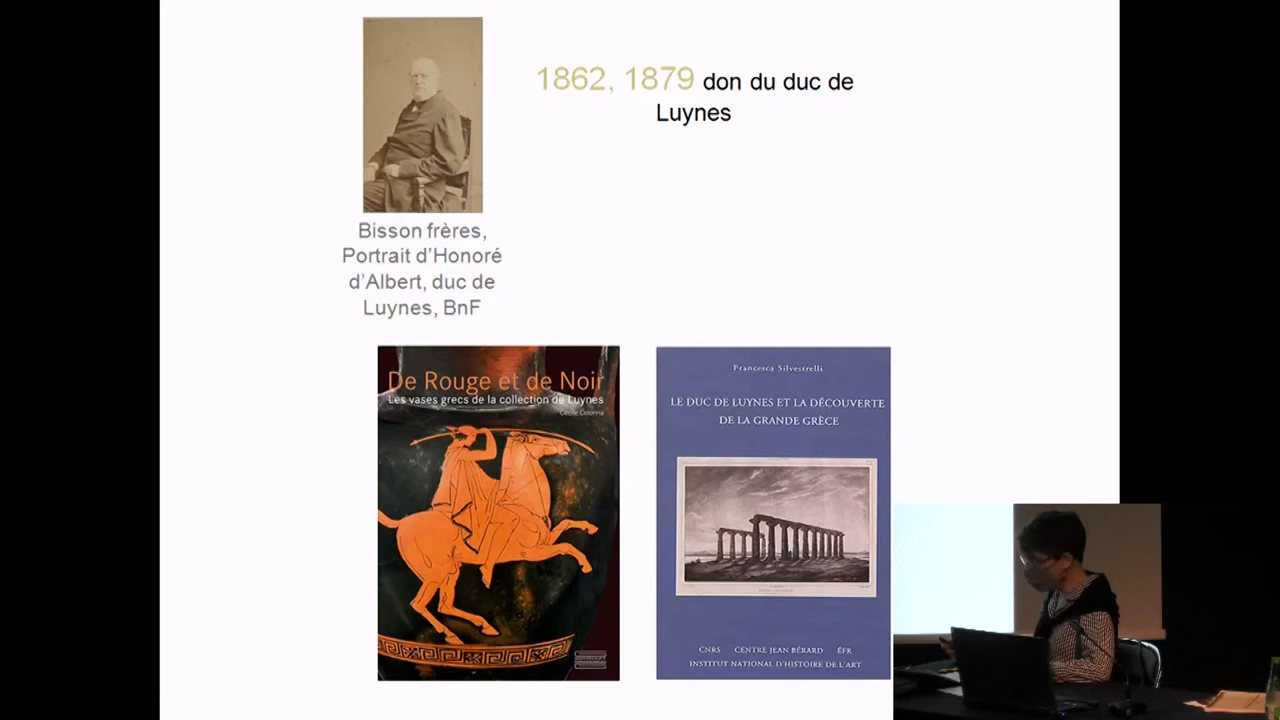 1862, 1879 don du duc de
Luynes
Bisson frères,
Portrait d'Honoré
d'Albert, duc de
Luynes, BnF
De Rouge et de Noir
Les vases grecs de la collection de Luynes
Cécile Colonna
Francesca Silvestrelli
LE DUC DE LUYNES ET LA DÉCOUVERTE
DE LA GRANDE GRÈCE
CNRS CENTRE JEAN BÉRARD ÉFR
INSTITUT NATIONAL D'HISTOIRE DE L'ART